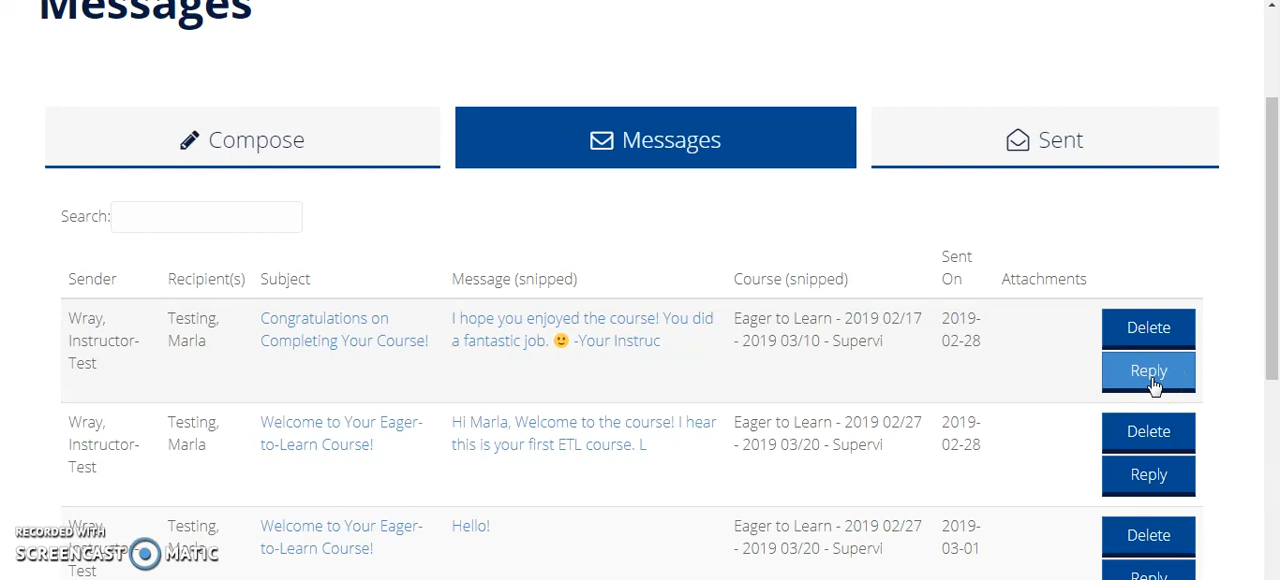 Messages
Compose
Messages
Sent
Search:
Sender
Recipient(s)
Subject
Message (snipped)
Course (snipped)
Sent
On
Attachments
Wray,
Instructor-
Test
Testing,
Marla
Congratulations on
Completing Your Course!
I hope you enjoyed the course! You did
a fantastic job. 🙂 -Your Instruc
Eager to Learn - 2019 02/17
- 2019 03/10 - Supervi
2019-
02-28
Delete
Reply
Wray,
Instructor-
Test
Testing,
Marla
Welcome to Your Eager-
to-Learn Course!
Hi Marla, Welcome to the course! I hear
this is your first ETL course. L
Eager to Learn - 2019 02/27
- 2019 03/20 - Supervi
2019-
02-28
Delete
Reply
Wray,
Instructor-
Test
Testing,
Marla
Welcome to Your Eager-
to-Learn Course!
Hello!
Eager to Learn - 2019 02/27
- 2019 03/20 - Supervi
2019-
03-01
Delete
Reply
RECORDED WITH
SCREENCAST MATIC